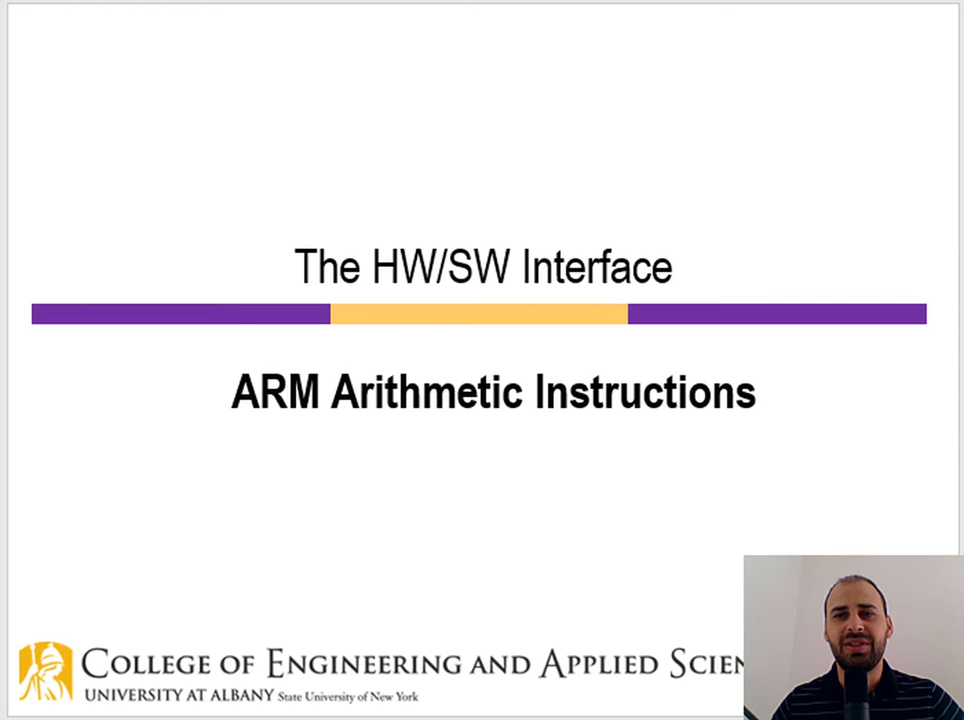 The HW/SW Interface
ARM Arithmetic Instructions
COLLEGE OF ENGINEERING AND APPLIED SCIEN
UNIVERSITY AT ALBANY State University of New York